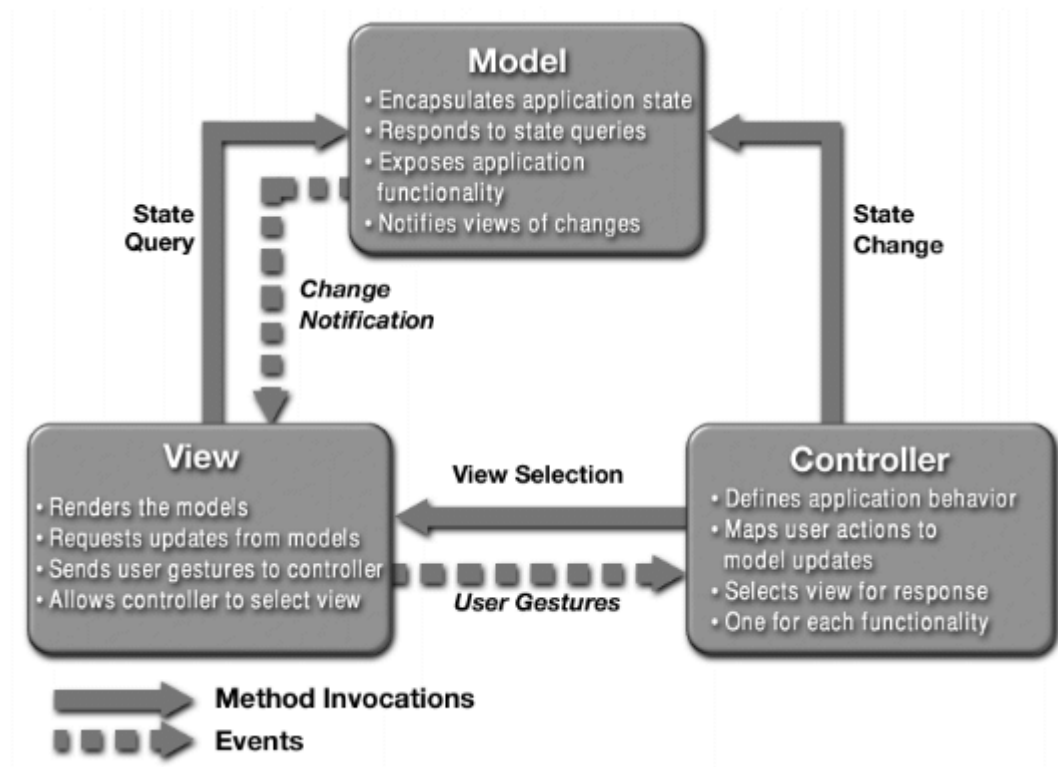 Model
• Encapsulates application state
• Responds to state queries
• Exposes application
functionality
• Notifies views of changes
State
Query
Change
Notification
State
Change
View
• Renders the models
• Requests updates from models
• Sends user gestures to controller
• Allows controller to select view
View Selection
User Gestures
Controller
• Defines application behavior
• Maps user actions to
model updates
• Selects view for response
• One for each functionality
Method Invocations
Events